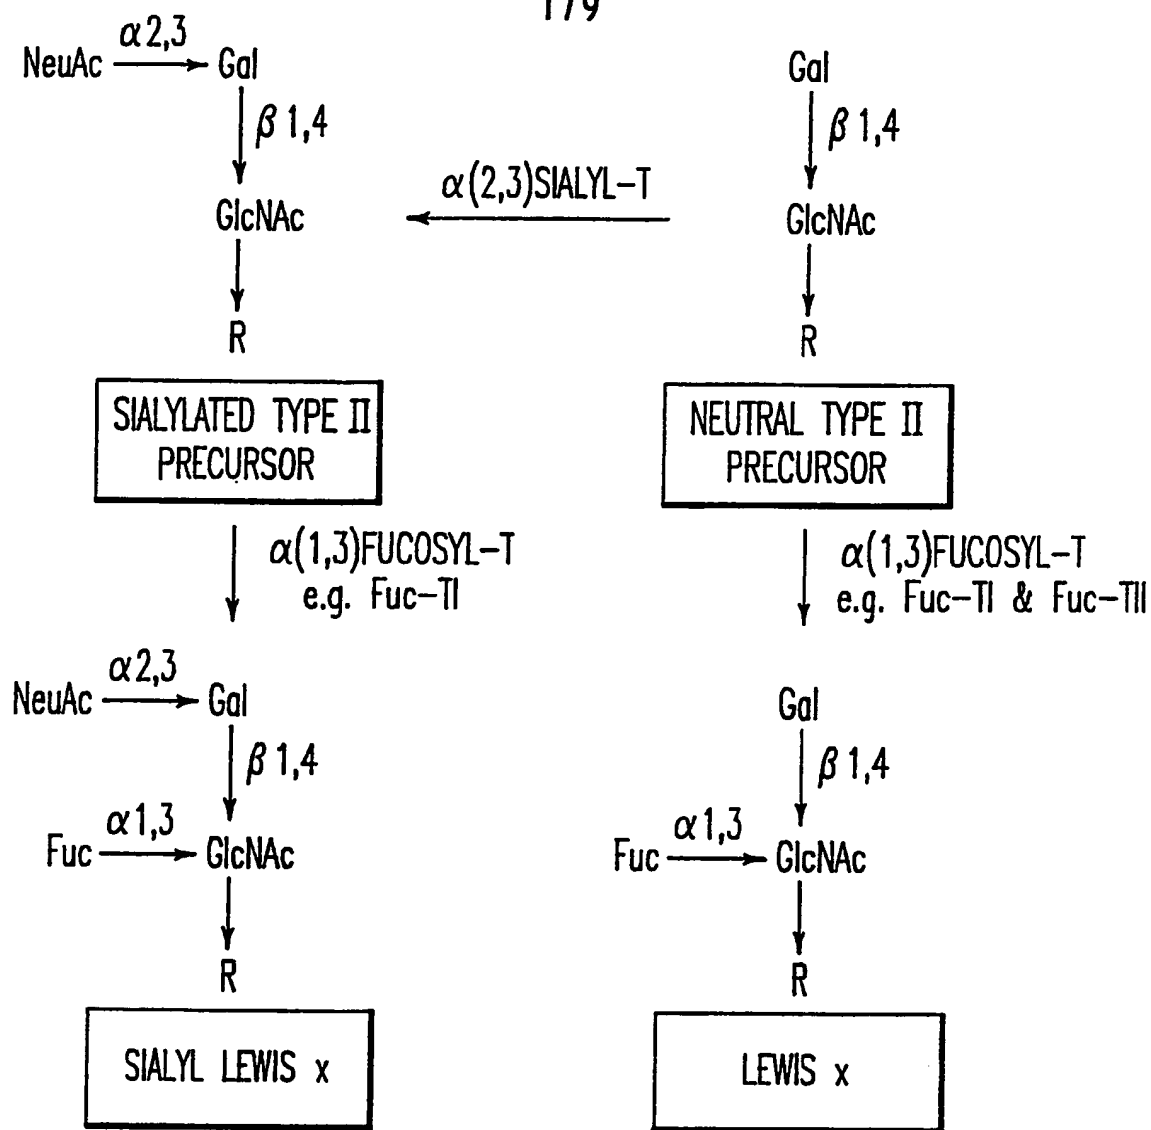 1/9
α2,3
NeuAc Gal
β 1,4
GlcNAc
R
SIALYLATED TYPE II
PRECURSOR
α(2,3)SIALYL-T
Gal
β 1,4
GlcNAc
R
NEUTRAL TYPE II
PRECURSOR
α(1,3)FUCOSYL-T
e.g. Fuc-TI
α(1,3)FUCOSYL-T
e.g. Fuc-TI & Fuc-TII
α2,3
NeuAc Gal
β 1,4
α1,3
Fuc GlcNAc
R
SIALYL LEWIS x
Gal
β 1,4
α1,3
Fuc GlcNAc
R
LEWIS x